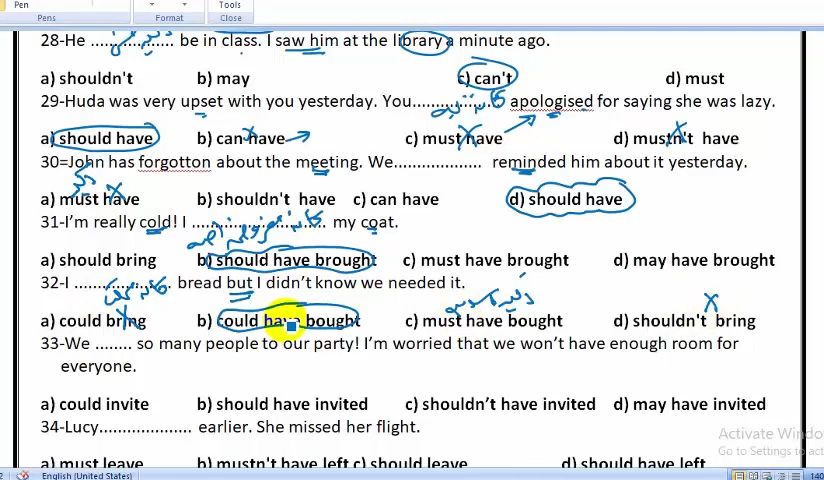 Pen
Tools
Pens Format Close
28-He .................. be in class. I saw him at the library a minute ago.
a) shouldn't b) may c) can't d) must
29-Huda was very upset with you yesterday. You.................... apologised for saying she was lazy.
a) should have b) can have c) must have d) mustn't have
30=John has forgotton about the meeting. We.................. reminded him about it yesterday.
a) must have b) shouldn't have c) can have d) should have
31-I'm really cold! I ............................ my coat.
a) should bring b) should have brought c) must have brought d) may have brought
32-I .................... bread but I didn't know we needed it.
a) could bring b) could have bought c) must have bought d) shouldn't bring
33-We ........ so many people to our party! I'm worried that we won't have enough room for
everyone.
a) could invite b) should have invited c) shouldn't have invited d) may have invited
34-Lucy................... earlier. She missed her flight.
Activate Windo
Go to Settings to act
a) must leave b) mustn't have left c) should leave d) should have left
English (United States) 140